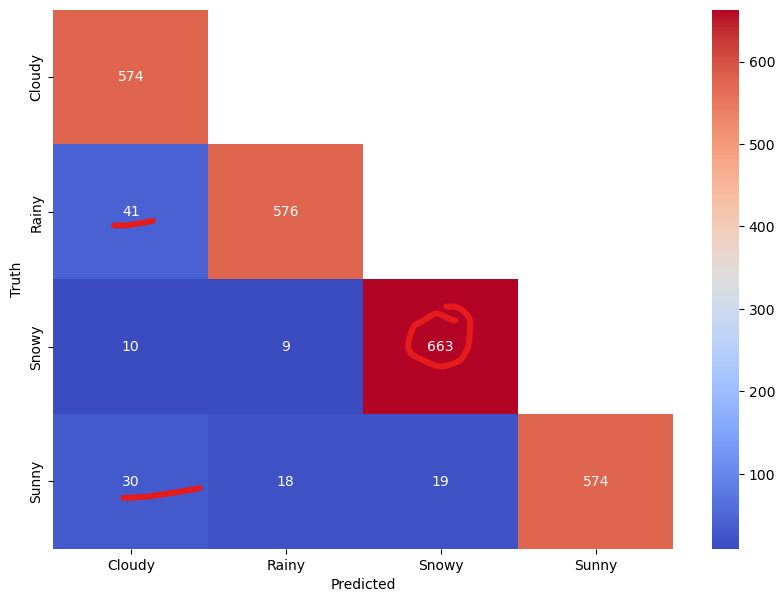 600
Cloudy
574
500
Rainy
41 576
400
Truth
300
Snowy
10 9 663
200
Sunny
30 18 19 574
100
Cloudy Rainy Snowy Sunny
Predicted